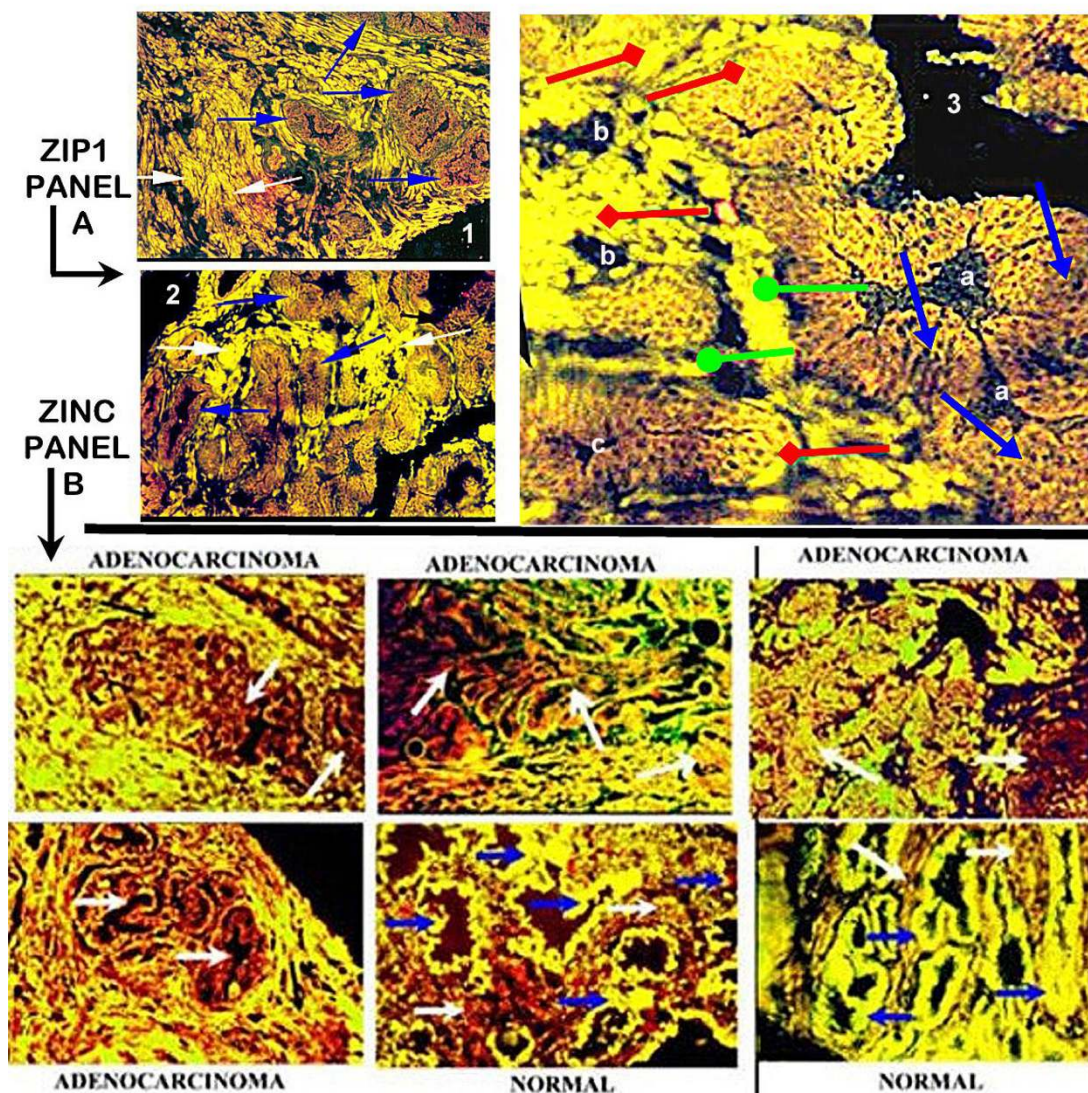 ZIP1
PANEL
A
1
2
3
b
b
a
a
c
ZINC
PANEL
B
ADENOCARCINOMA
ADENOCARCINOMA
ADENOCARCINOMA
ADENOCARCINOMA
NORMAL
NORMAL